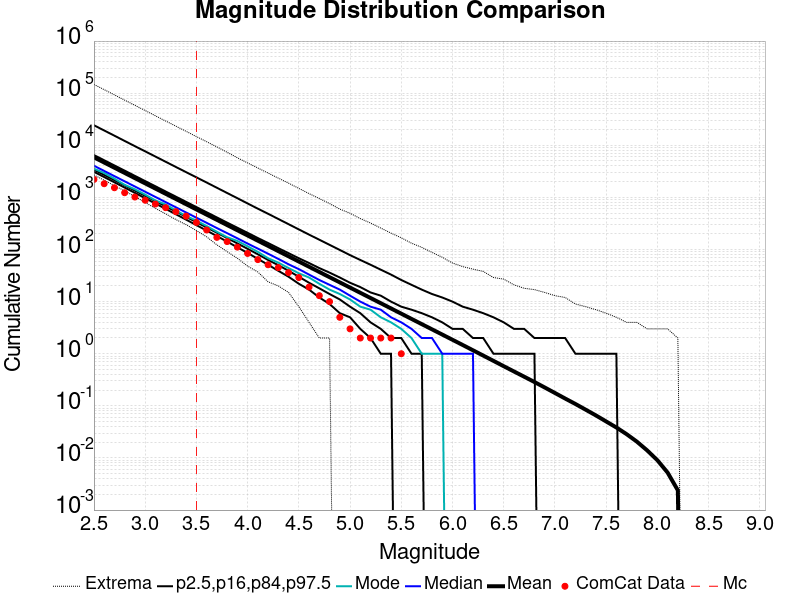 Magnitude Distribution Comparison
10^6
10^5
10^4
10^3
10^2
10^1
10^0
10^-1
10^-2
10^-3
Cumulative Number
2.5 3.0 3.5 4.0 4.5 5.0 5.5 6.0 6.5 7.0 7.5 8.0 8.5 9.0
Magnitude
Extrema p2.5,p16,p84,p97.5 Mode Median Mean ComCat Data Mc